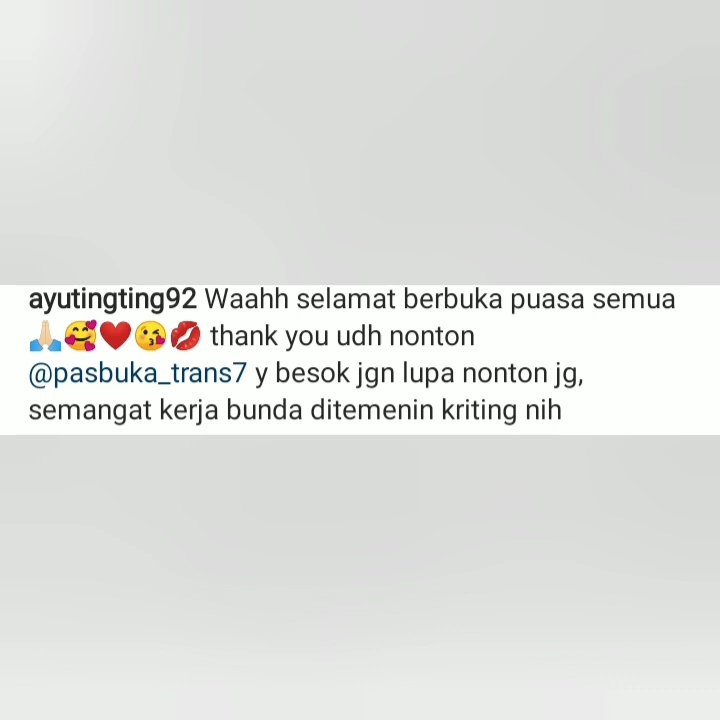 ayutingting92 Waahh selamat berbuka puasa semua
🙏🏼🥰❤️😘💋 thank you udh nonton
@pasbuka_trans7 y besok jgn lupa nonton jg,
semangat kerja bunda ditemenin kriting nih